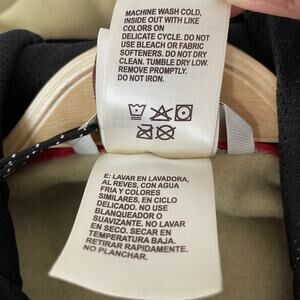 MACHINE WASH COLD,
INSIDE OUT WITH LIKE
COLORS ON
DELICATE CYCLE. DO NOT
USE BLEACH OR FABRIC
SOFTENERS. DO NOT DRY
CLEAN. TUMBLE DRY LOW.
REMOVE PROMPTLY.
DO NOT IRON.
E: LAVAR EN LAVADORA,
AL REVES, CON AGUA
FRIA Y COLORES
SIMILARES, EN CICLO
DELICADO. NO USE
BLANQUEADOR O
SUAVIZANTE. NO LAVAR
EN SECO. SECAR EN
TEMPERATURA BAJA.
RETIRAR RAPIDAMENTE.
NO PLANCHAR.